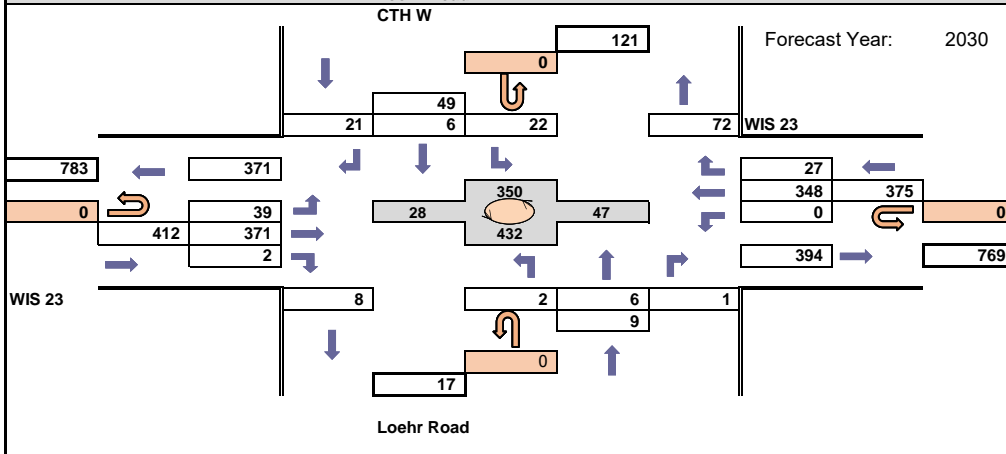 CTH W
121
Forecast Year: 2030
0
49
21 6 22 72 WIS 23
783 371 27
350
348 375
0 39 28 47 0 0
412 371 432
2 394 769
WIS 23 8 2 6 1
9
0
17
Loehr Road